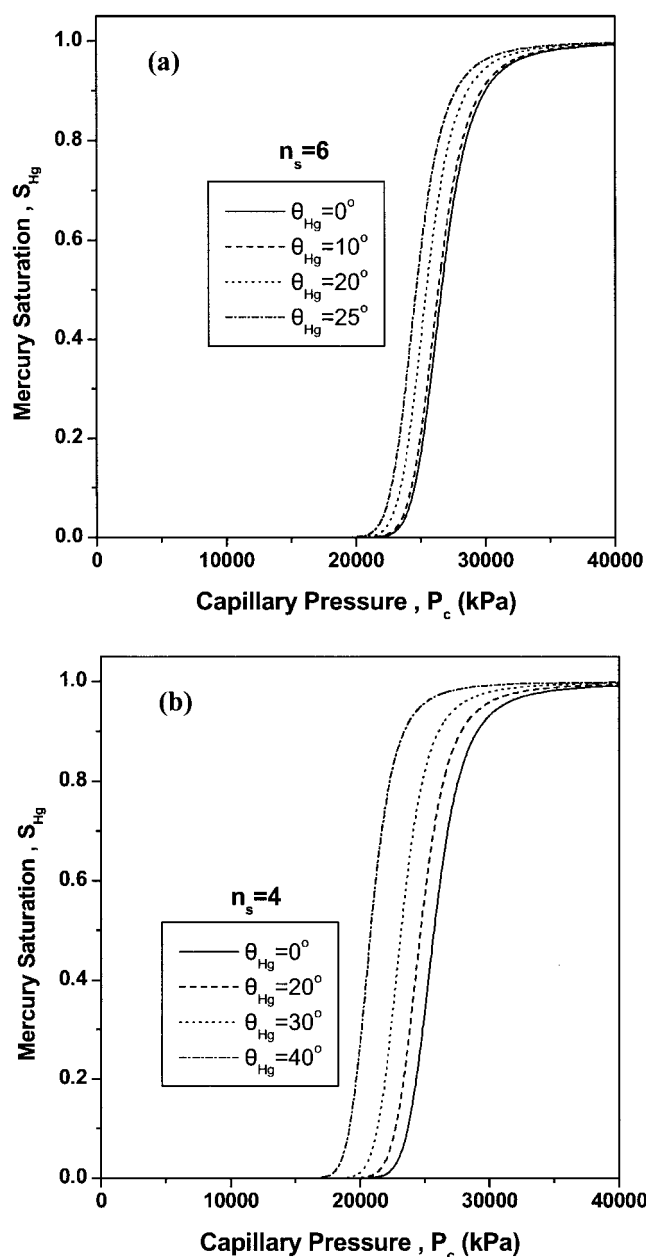 (a)
n_s=6
θ_Hg=0°
θ_Hg=10°
θ_Hg=20°
θ_Hg=25°
Mercury Saturation , S_Hg
1.0
0.8
0.6
0.4
0.2
0.0
0 10000 20000 30000 40000
Capillary Pressure , P_c (kPa)
(b)
n_s=4
θ_Hg=0°
θ_Hg=20°
θ_Hg=30°
θ_Hg=40°
Mercury Saturation , S_Hg
1.0
0.8
0.6
0.4
0.2
0.0
0 10000 20000 30000 40000
Capillary Pressure , P_c (kPa)